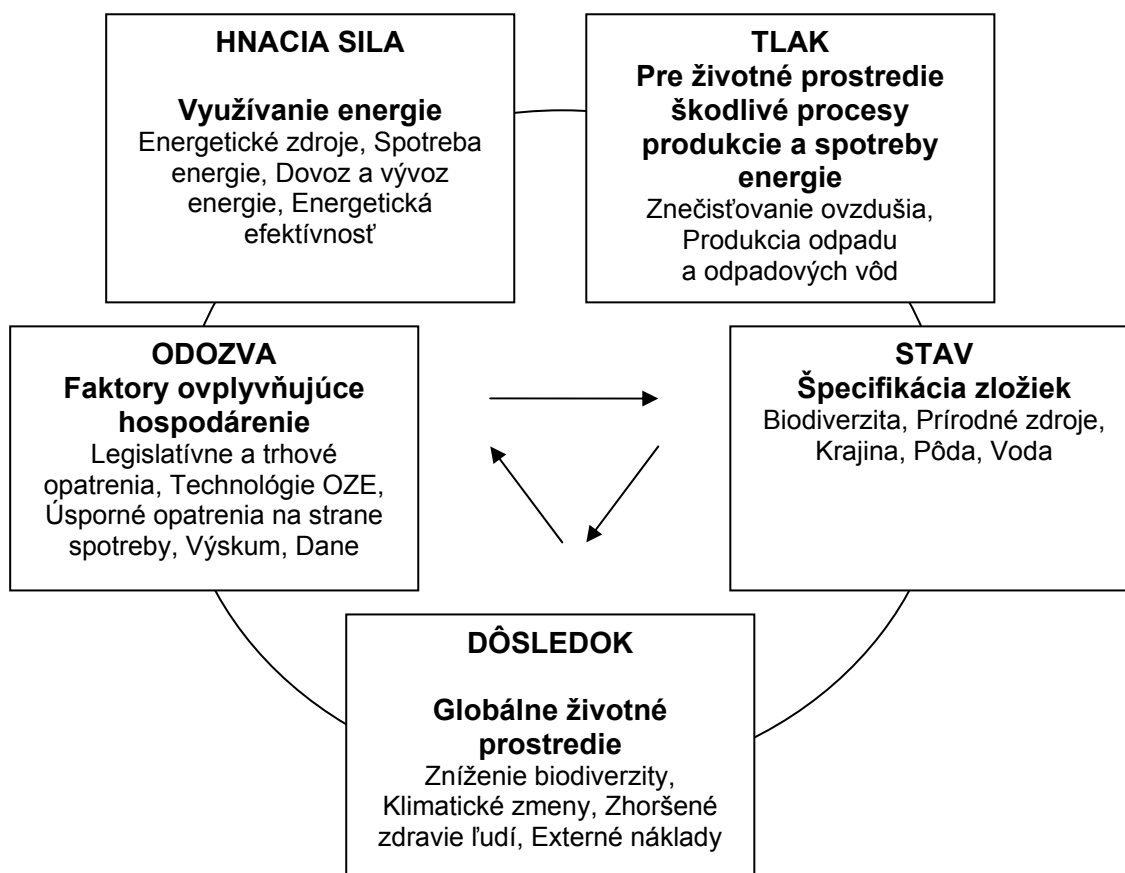 HNACIA SILA
Využívanie energie
Energetické zdroje, Spotreba
energie, Dovoz a vývoz
energie, Energetická
efektívnosť
TLAK
Pre životné prostredie
škodlivé procesy
produkcie a spotreby
energie
Znečisťovanie ovzdušia,
Produkcia odpadu
a odpadových vôd
ODOZVA
Faktory ovplyvňujúce
hospodárenie
Legislatívne a trhové
opatrenia, Technológie OZE,
Úsporné opatrenia na strane
spotreby, Výskum, Dane
STAV
Špecifikácia zložiek
Biodiverzita, Prírodné zdroje,
Krajina, Pôda, Voda
DÔSLEDOK
Globálne životné
prostredie
Zníženie biodiverzity,
Klimatické zmeny, Zhoršené
zdravie ľudí, Externé náklady